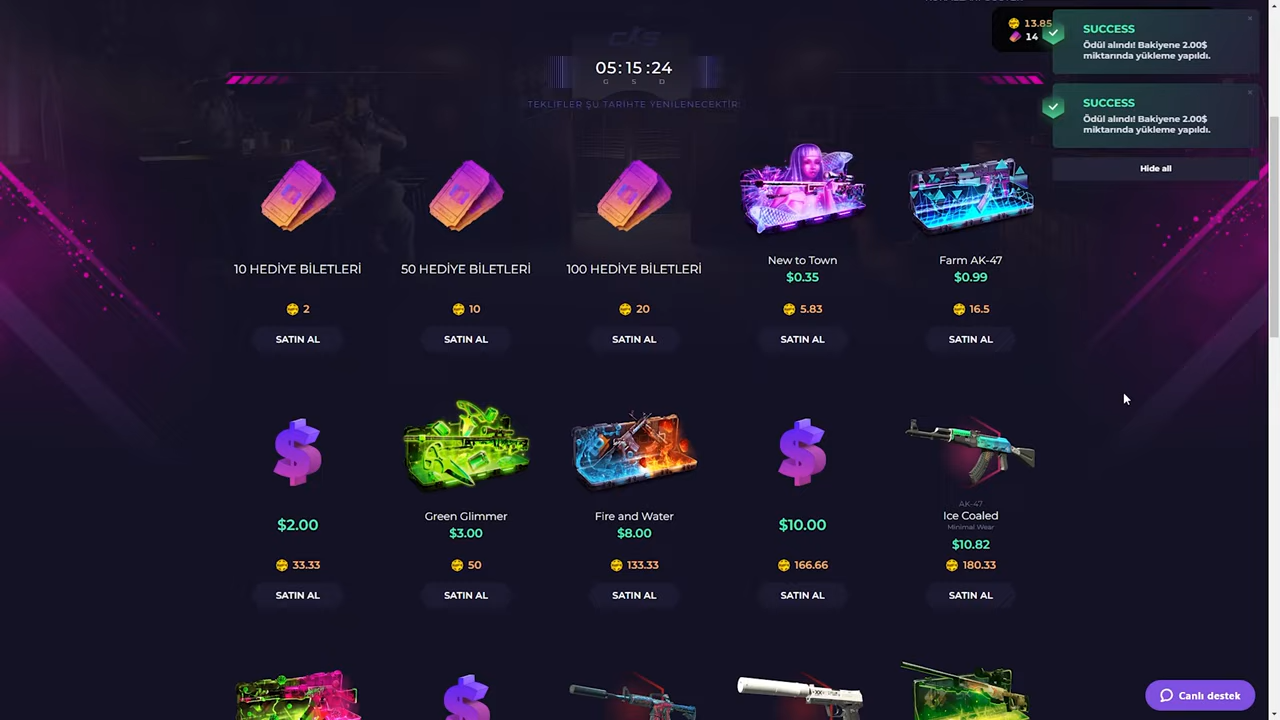 13.85
14
SUCCESS
Ödül alındı! Bakiyene 2.00$
miktarında yükleme yapıldı.
SUCCESS
Ödül alındı! Bakiyene 2.00$
miktarında yükleme yapıldı.
Hide all
05:15:24
G S D
TEKLİFLER ŞU TARİHTE YENİLENECEKTİR:
10 HEDİYE BİLETLERİ
50 HEDİYE BİLETLERİ
100 HEDİYE BİLETLERİ
New to Town
$0.35
Farm AK-47
$0.99
2
10
20
5.83
16.5
SATIN AL
SATIN AL
SATIN AL
SATIN AL
SATIN AL
$2.00
Green Glimmer
$3.00
Fire and Water
$8.00
$10.00
AK-47
Ice Coaled
Minimal Wear
$10.82
33.33
50
133.33
166.66
180.33
SATIN AL
SATIN AL
SATIN AL
SATIN AL
SATIN AL
Canlı destek